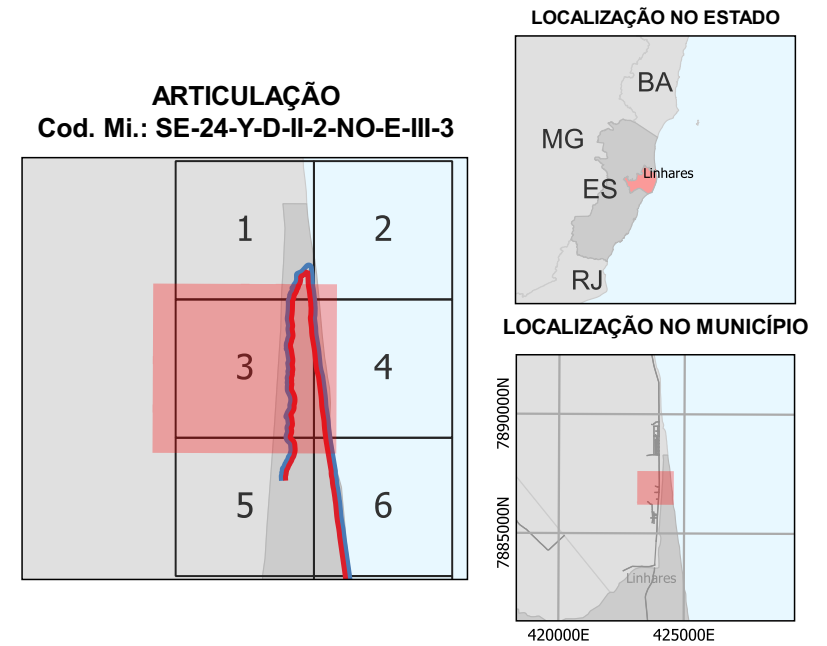 ARTICULAÇÃO
Cod. Mi.: SE-24-Y-D-II-2-NO-E-III-3
1
2
3
4
5
6
LOCALIZAÇÃO NO ESTADO
BA
MG
Linhares
ES
RJ
LOCALIZAÇÃO NO MUNICÍPIO
7890000N
7885000N
Linhares
420000E
425000E